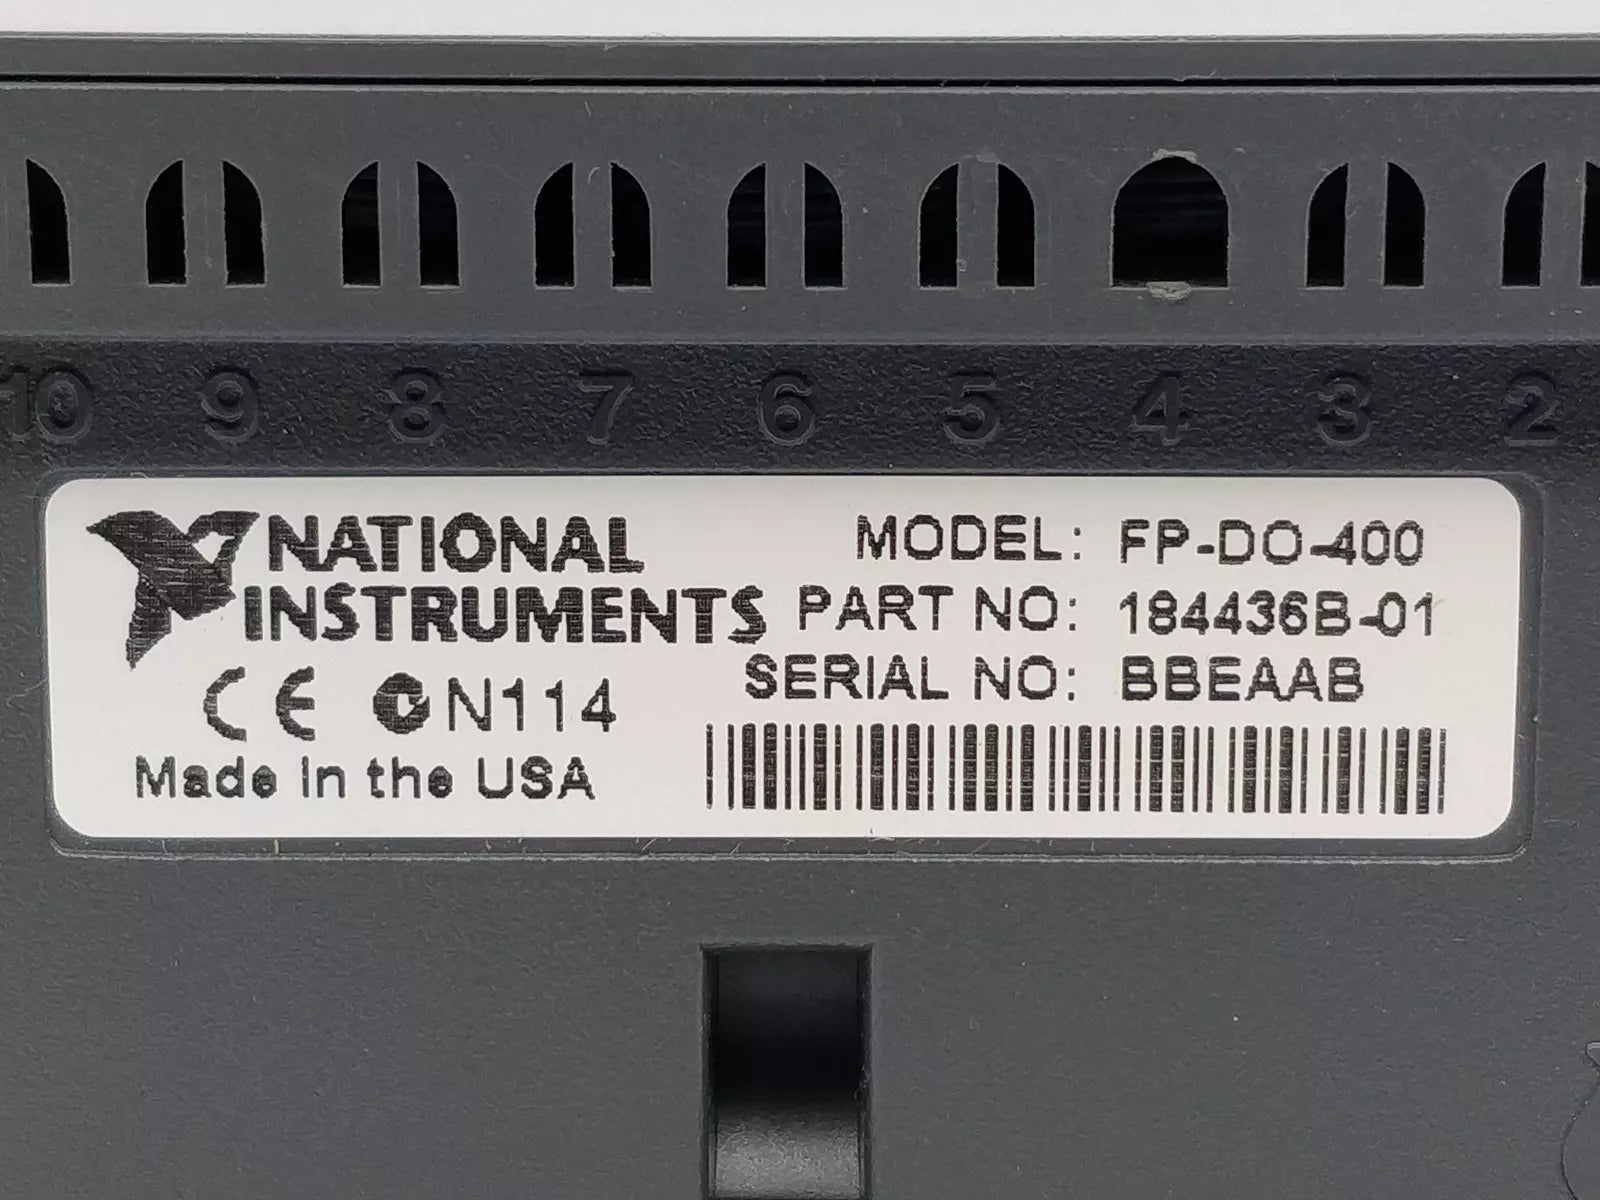 10 9 8 7 6 5 4 3 2
NATIONAL
INSTRUMENTS
MODEL: FP-DO-400
PART NO: 184436B-01
SERIAL NO: BBEAAB
CE N114
Made in the USA